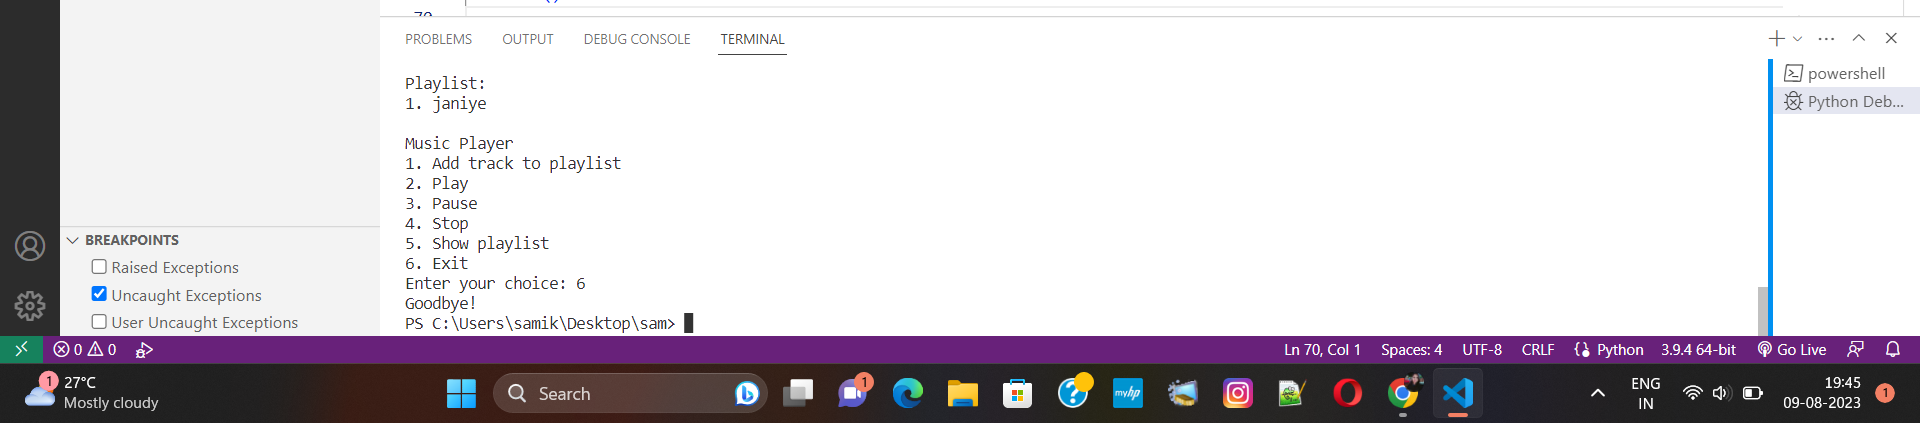 PROBLEMS OUTPUT DEBUG CONSOLE TERMINAL
Playlist:
1. janiye
Music Player
1. Add track to playlist
2. Play
3. Pause
4. Stop
5. Show playlist
6. Exit
Enter your choice: 6
Goodbye!
PS C:\Users\samik\Desktop\sam>
powershell
Python Deb...
BREAKPOINTS
Raised Exceptions
Uncaught Exceptions
User Uncaught Exceptions
0 0 Ln 70, Col 1 Spaces: 4 UTF-8 CRLF Python 3.9.4 64-bit Go Live
1
27°C
Mostly cloudy
Search
1
myhp
ENG
IN
19:45
09-08-2023
1